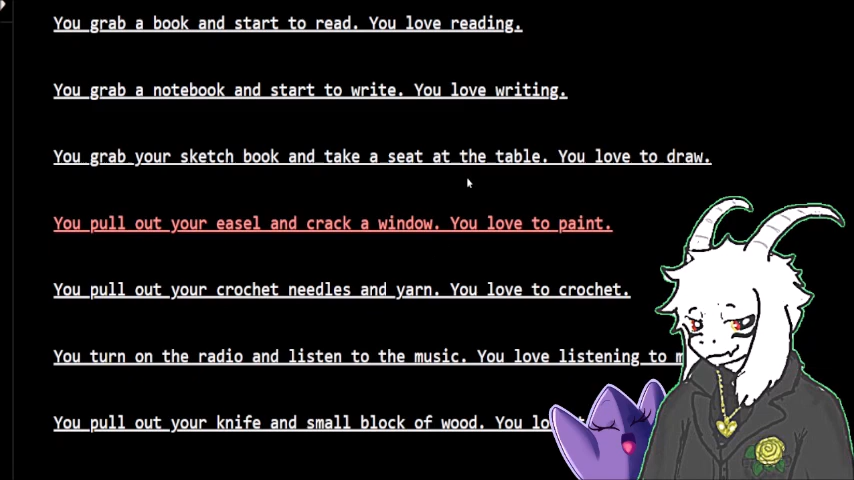 You grab a book and start to read. You love reading.
You grab a notebook and start to write. You love writing.
You grab your sketch book and take a seat at the table. You love to draw.
You pull out your easel and crack a window. You love to paint.
You pull out your crochet needles and yarn. You love to crochet.
You turn on the radio and listen to the music. You love listening to
You pull out your knife and small block of wood. You